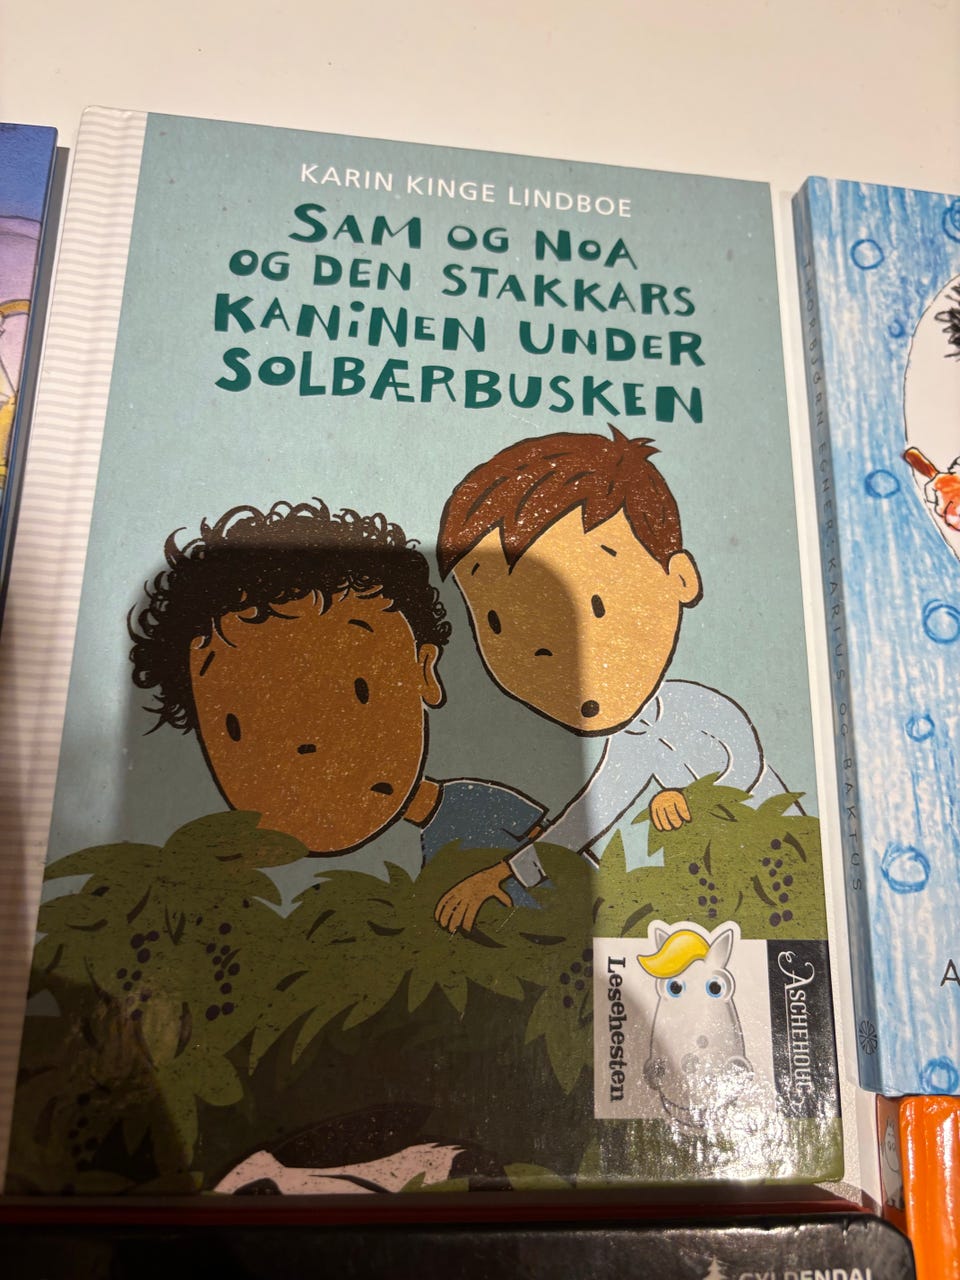 KARIN KINGE LINDBOE
SAM OG NOA
OG DEN STAKKARS
KANINEN UNDER
SOLBÆRBUSKEN
Lesehesten
ASCHEHOUG
THORBJØRN EGNER: KARIUS OG BAKTUS
A
GYLDENDAL